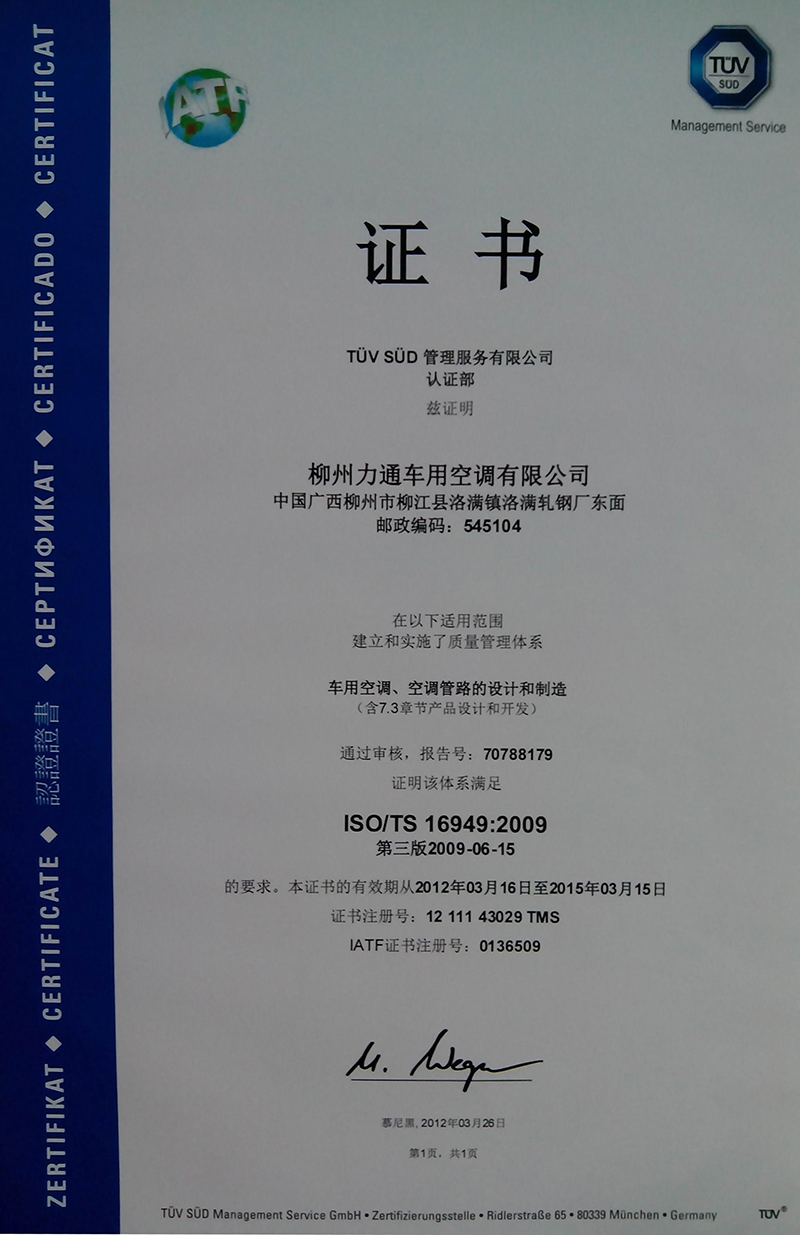 ZERTIFIKAT ◆ CERTIFICATE ◆ 認證證書 ◆ СЕРТИФИКАТ ◆ CERTIFICADO ◆ CERTIFICAT
IATF
TÜV
SÜD
Management Service
证书
TÜV SÜD 管理服务有限公司
认证部
兹证明
柳州力通车用空调有限公司
中国广西柳州市柳江县洛满镇洛满轧钢厂东面
邮政编码：545104
在以下适用范围
建立和实施了质量管理体系
车用空调、空调管路的设计和制造
（含7.3章节产品设计和开发）
通过审核，报告号：70788179
证明该体系满足
ISO/TS 16949:2009
第三版2009-06-15
的要求。本证书的有效期从2012年03月16日至2015年03月15日
证书注册号：12 111 43029 TMS
IATF证书注册号：0136509
慕尼黑, 2012年03月26日
第1页，共1页
TÜV SÜD Management Service GmbH • Zertifizierungsstelle • Ridlerstraße 65 • 80339 München • Germany
TÜV®